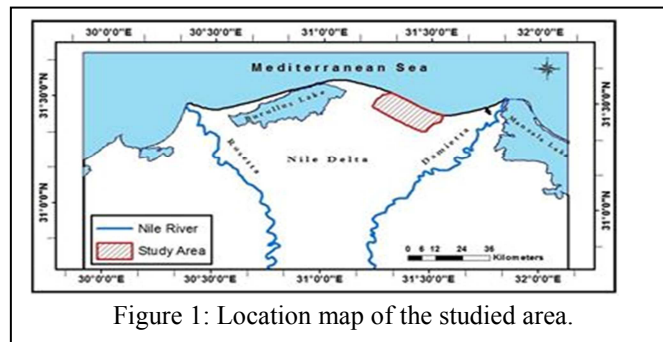 30°0'0"E 30°30'0"E 31°0'0"E 31°30'0"E 32°0'0"E
Mediterranean Sea
31°30'0"N
31°30'0"N
Burullus Lake
Manzala Lake
Rosetta
Damietta
Nile Delta
31°0'0"N
31°0'0"N
Nile River
Study Area
0 6 12 24 36
Kilometers
30°0'0"E 30°30'0"E 31°0'0"E 31°30'0"E 32°0'0"E
Figure 1: Location map of the studied area.